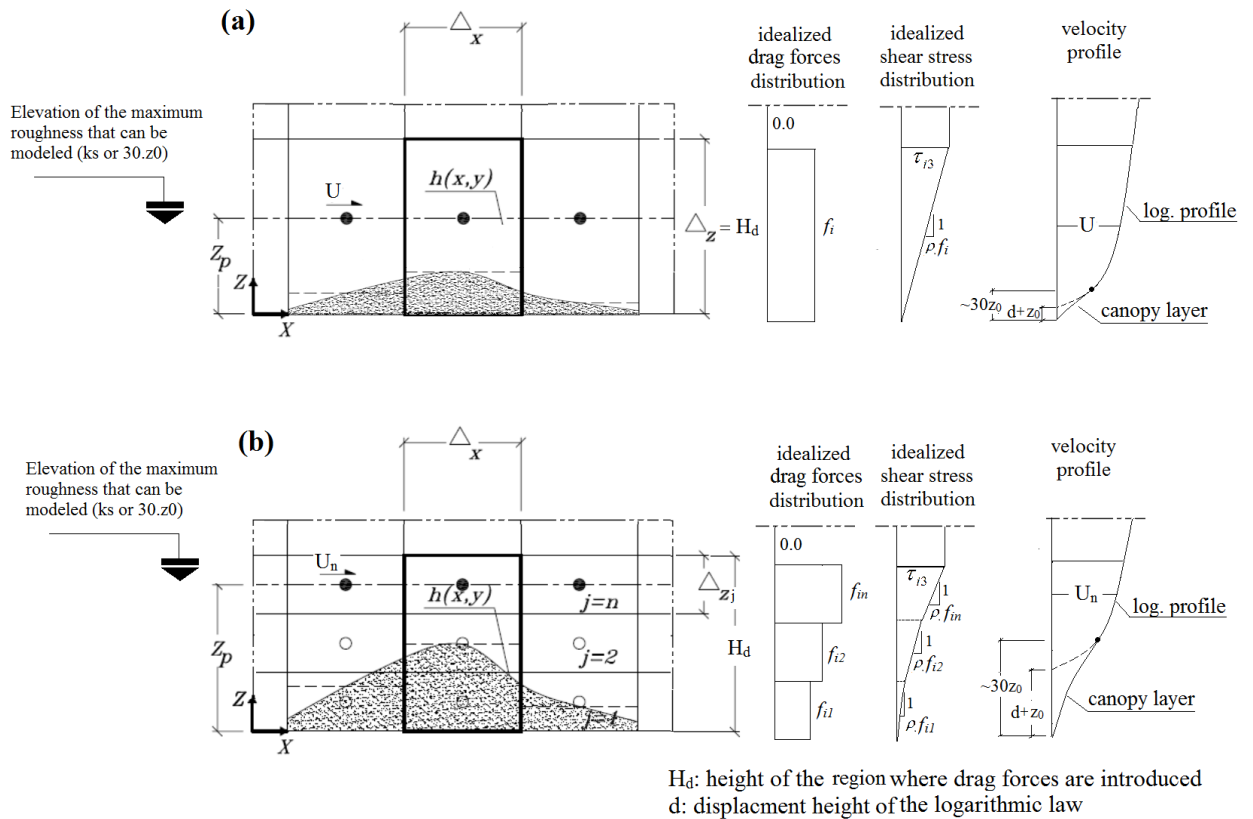 (a)
△x
Elevation of the maximum
roughness that can be
modeled (ks or 30.z0)
U
h(x,y)
Zp
Z
X
△z = Hd
idealized
drag forces
distribution
0.0
fi
idealized
shear stress
distribution
τi3
1
ρ.fi
velocity
profile
U
log. profile
~30z0
d+z0
canopy layer
(b)
△x
Elevation of the maximum
roughness that can be
modeled (ks or 30.z0)
Un
h(x,y)
j=n
j=2
j=1
Zp
Z
X
△zj
Hd
idealized
drag forces
distribution
0.0
fin
fi2
fi1
idealized
shear stress
distribution
τi3
1
ρ.fin
1
ρ.fi2
1
ρ.fi1
velocity
profile
Un
log. profile
~30z0
d+z0
canopy layer
Hd: height of the region where drag forces are introduced
d: displacment height of the logarithmic law